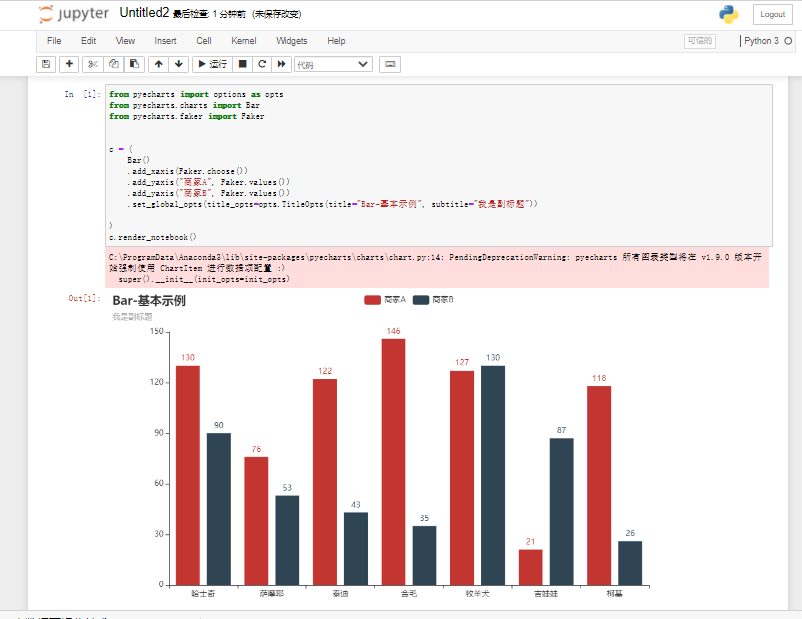 jupyter Untitled2 最后检查: 1 分钟前 (未保存改变)
Logout
File Edit View Insert Cell Kernel Widgets Help
可信的 Python 3
运行 代码
In [1]:
from pyecharts import options as opts
from pyecharts.charts import Bar
from pyecharts.faker import Faker
c = (
Bar()
.add_xaxis(Faker.choose())
.add_yaxis("商家A", Faker.values())
.add_yaxis("商家B", Faker.values())
.set_global_opts(title_opts=opts.TitleOpts(title="Bar-基本示例", subtitle="我是副标题"))
)
c.render_notebook()
C:\ProgramData\Anaconda3\lib\site-packages\pyecharts\charts\chart.py:14: PendingDeprecationWarning: pyecharts 所有图表类型将在 v1.9.0 版本开
始强制使用 ChartItem 进行数据项配置 :)
super().__init__(init_opts=init_opts)
Out[1]:
Bar-基本示例
商家A 商家B
我是副标题
150
120
90
60
30
0
130 90 76 53 122 43 146 35 127 130 21 87 118 26
哈士奇 萨摩耶 泰迪 金毛 牧羊犬 吉娃娃 柯基